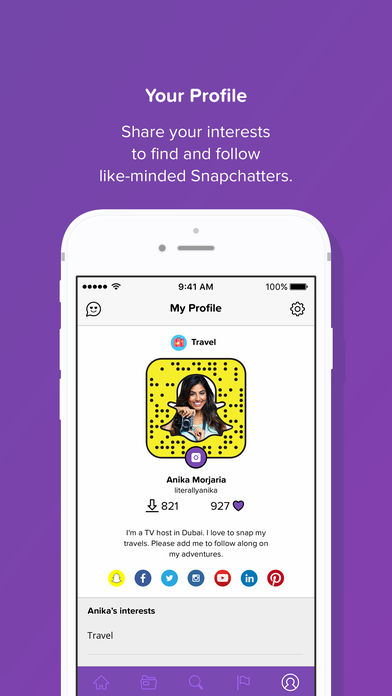 Your Profile
Share your interests
to find and follow
like-minded Snapchatters.
9:41 AM
100%
My Profile
Travel
Anika Morjaria
literallyanika
821
927
I'm a TV host in Dubai. I love to snap my
travels. Please add me to follow along on
my adventures.
Anika's interests
Travel